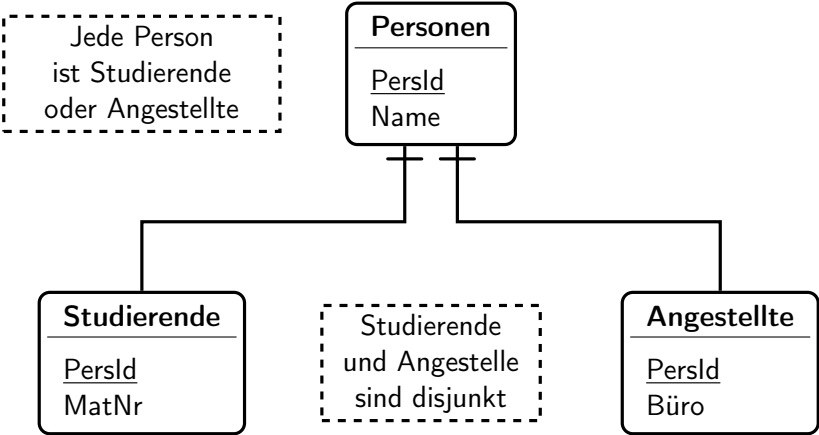 Jede Person
ist Studierende
oder Angestellte
Personen
PersId
Name
Studierende
PersId
MatNr
Studierende
und Angestelle
sind disjunkt
Angestellte
PersId
Büro